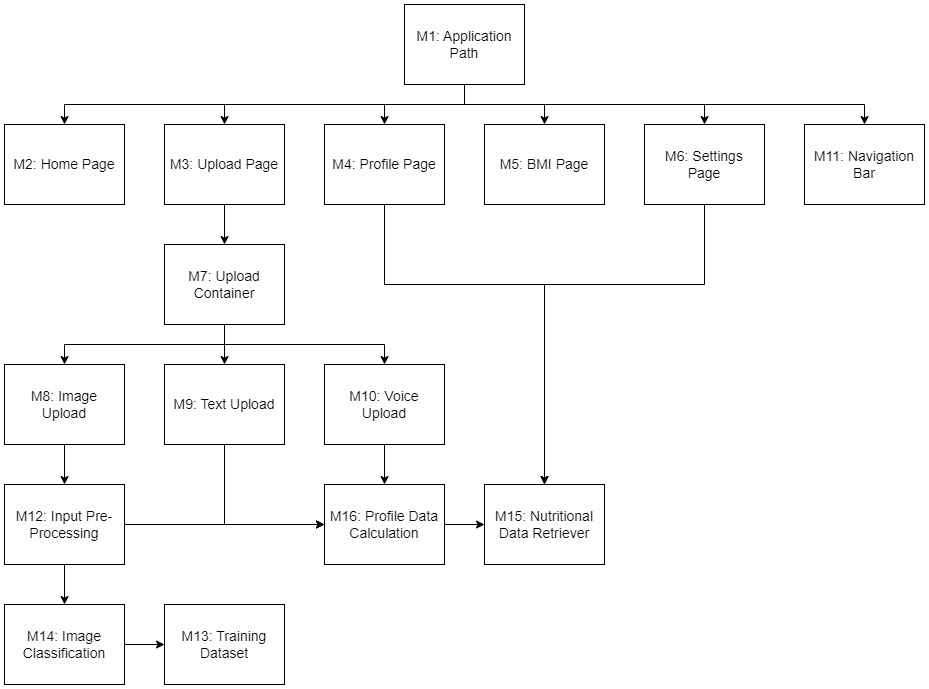 M1: Application
Path
M2: Home Page
M3: Upload Page
M4: Profile Page
M5: BMI Page
M6: Settings
Page
M11: Navigation
Bar
M7: Upload
Container
M8: Image
Upload
M9: Text Upload
M10: Voice
Upload
M12: Input Pre-
Processing
M16: Profile Data
Calculation
M15: Nutritional
Data Retriever
M14: Image
Classification
M13: Training
Dataset